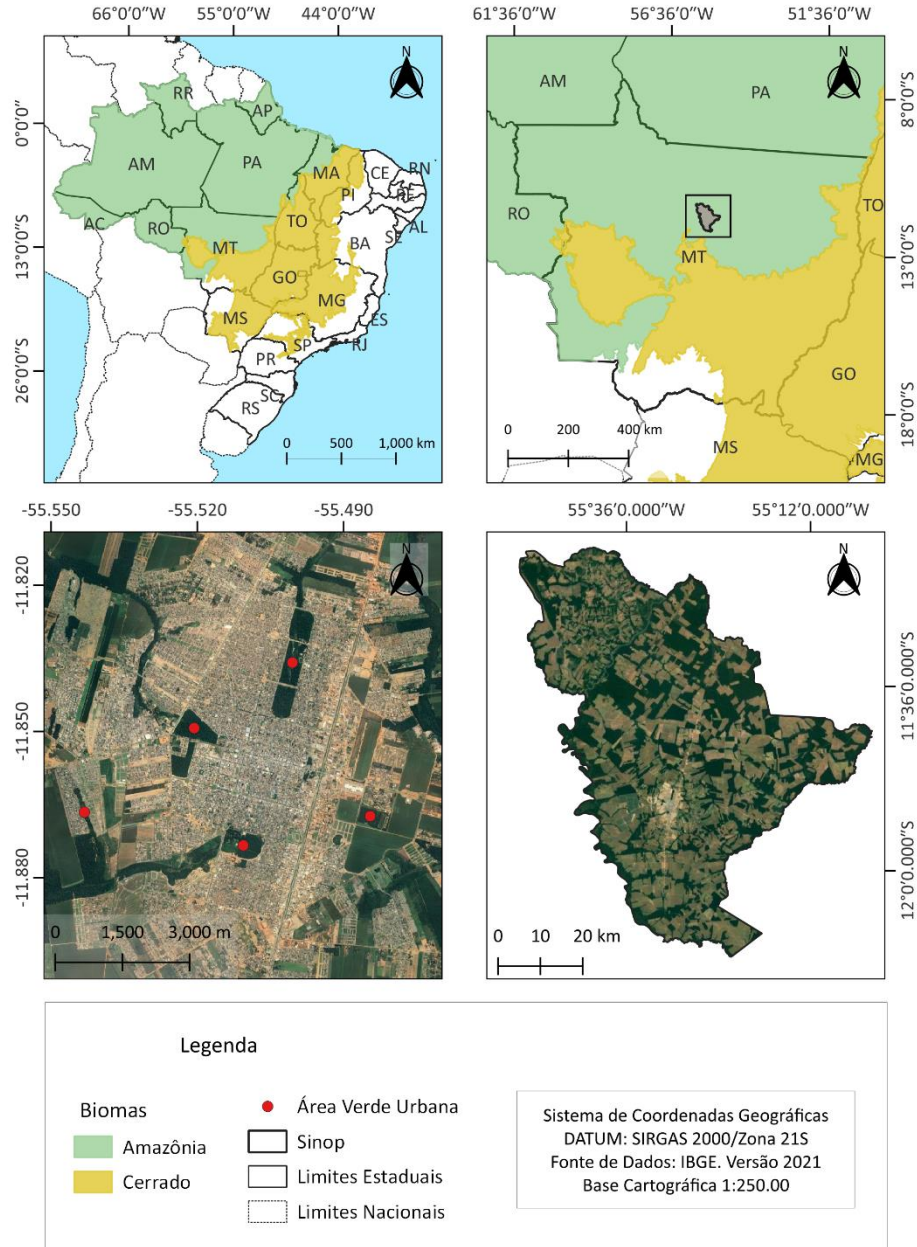 66°0'0"W 55°0'0"W 44°0'0"W
61°36'0"W 56°36'0"W 51°36'0"W
0°0'0"
13°0'0"S
26°0'0"S
N
RR
AP
AM
PA
MA
CE
RN
PI
PE
AC
RO
TO
AL
SE
MT
BA
GO
MG
MS
ES
SP
RJ
PR
SC
RS
0 500 1,000 km
N
AM
PA
RO
TO
MT
GO
MS
MG
8°0'0"S
13°0'0"S
18°0'0"S
0 200 400 km
-55.550 -55.520 -55.490
-11.820
-11.850
-11.880
N
0 1,500 3,000 m
55°36'0.000"W 55°12'0.000"W
N
11°36'0.000"S
12°0'0.000"S
0 10 20 km
Legenda
Biomas
Amazônia
Cerrado
Área Verde Urbana
Sinop
Limites Estaduais
Limites Nacionais
Sistema de Coordenadas Geográficas
DATUM: SIRGAS 2000/Zona 21S
Fonte de Dados: IBGE. Versão 2021
Base Cartográfica 1:250.00